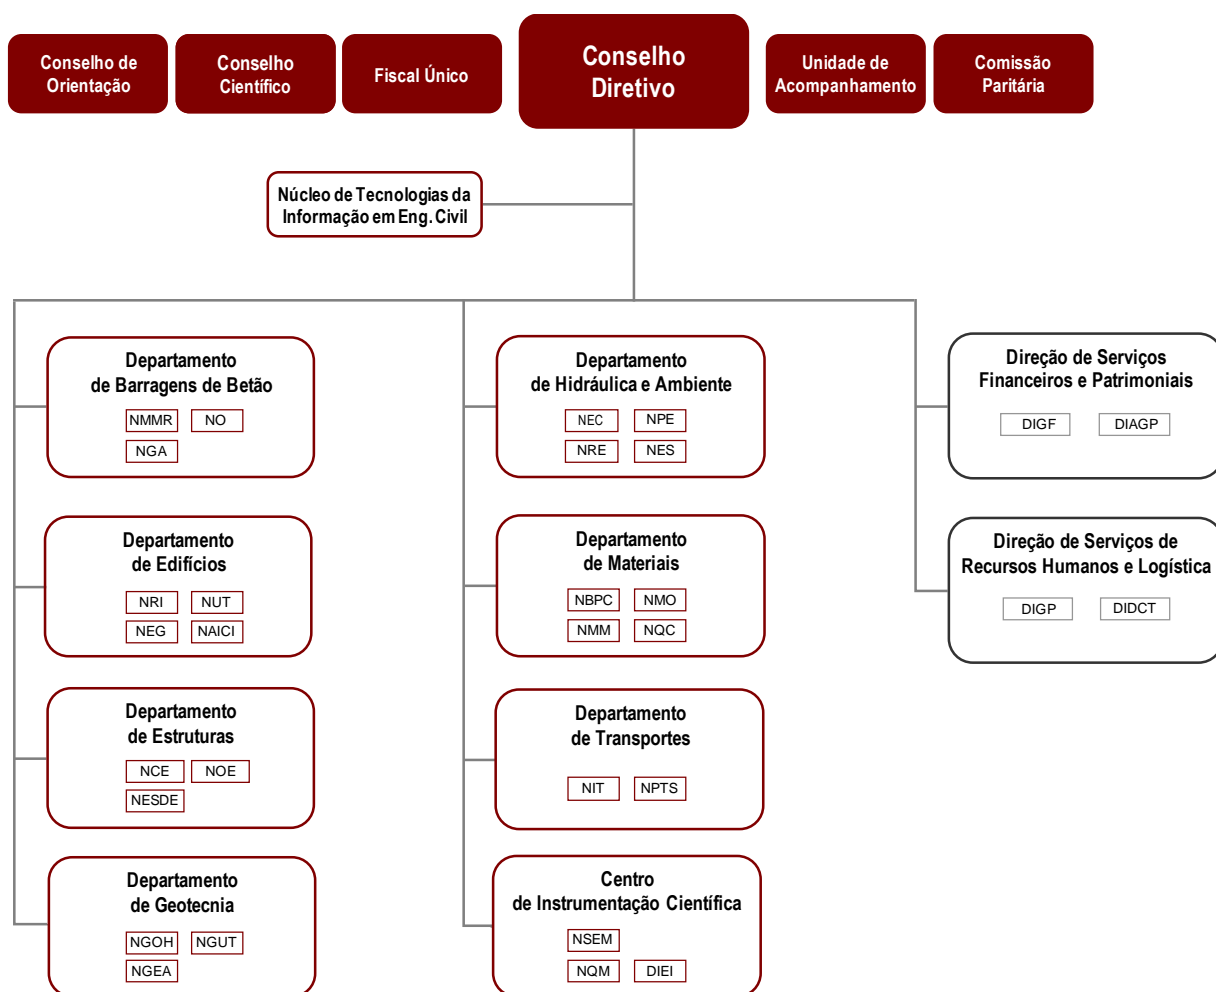 Conselho de
Orientação
Conselho
Científico
Fiscal Único
Conselho
Diretivo
Unidade de
Acompanhamento
Comissão
Paritária
Núcleo de Tecnologias da
Informação em Eng. Civil
Departamento
de Barragens de Betão
NMMR NO
NGA
Departamento
de Edifícios
NRI NUT
NEG NAICI
Departamento
de Estruturas
NCE NOE
NESDE
Departamento
de Geotecnia
NGOH NGUT
NGEA
Departamento
de Hidráulica e Ambiente
NEC NPE
NRE NES
Departamento
de Materiais
NBPC NMO
NMM NQC
Departamento
de Transportes
NIT NPTS
Centro
de Instrumentação Científica
NSEM
NQM DIEI
Direção de Serviços
Financeiros e Patrimoniais
DIGF DIAGP
Direção de Serviços de
Recursos Humanos e Logística
DIGP DIDCT